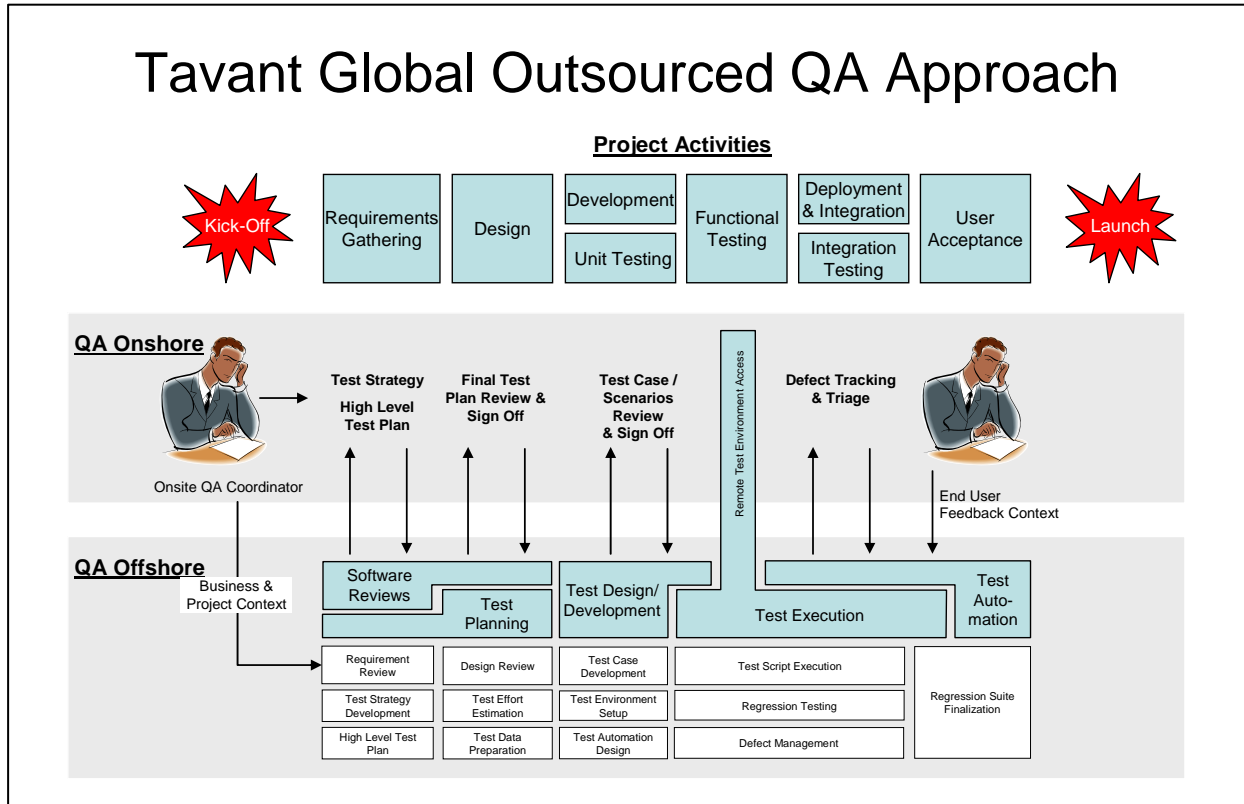 Tavant Global Outsourced QA Approach
Project Activities
Kick-Off
Requirements
Gathering
Design
Development
Unit Testing
Functional
Testing
Deployment
& Integration
Integration
Testing
User
Acceptance
Launch
QA Onshore
Onsite QA Coordinator
Test Strategy
High Level
Test Plan
Final Test
Plan Review &
Sign Off
Test Case /
Scenarios
Review
& Sign Off
Remote Test Environment Access
Defect Tracking
& Triage
End User
Feedback Context
QA Offshore
Business &
Project Context
Software
Reviews
Test
Planning
Test Design/
Development
Test Execution
Test
Auto-
mation
Requirement
Review
Design Review
Test Case
Development
Test Script Execution
Regression Suite
Finalization
Test Strategy
Development
Test Effort
Estimation
Test Environment
Setup
Regression Testing
High Level Test
Plan
Test Data
Preparation
Test Automation
Design
Defect Management